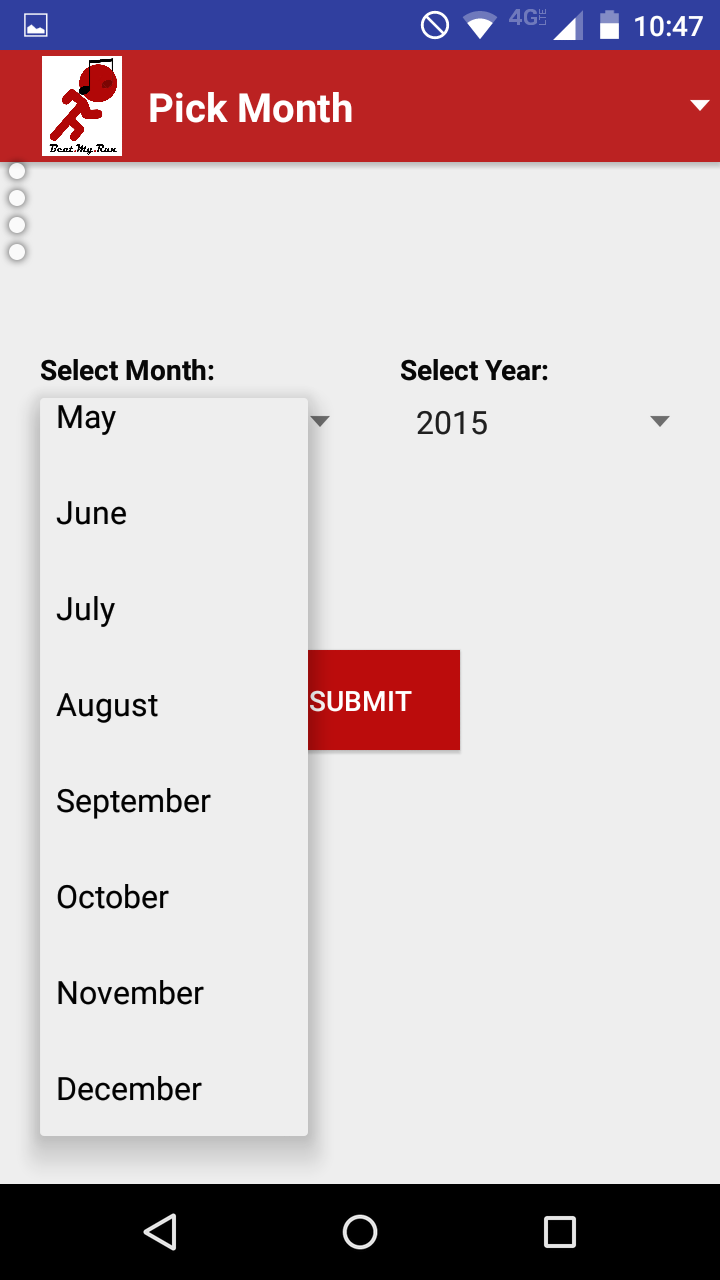 4G LTE 10:47
Beat.My.Run
Pick Month
Select Month: Select Year:
May
2015
June
July
SUBMIT
August
September
October
November
December